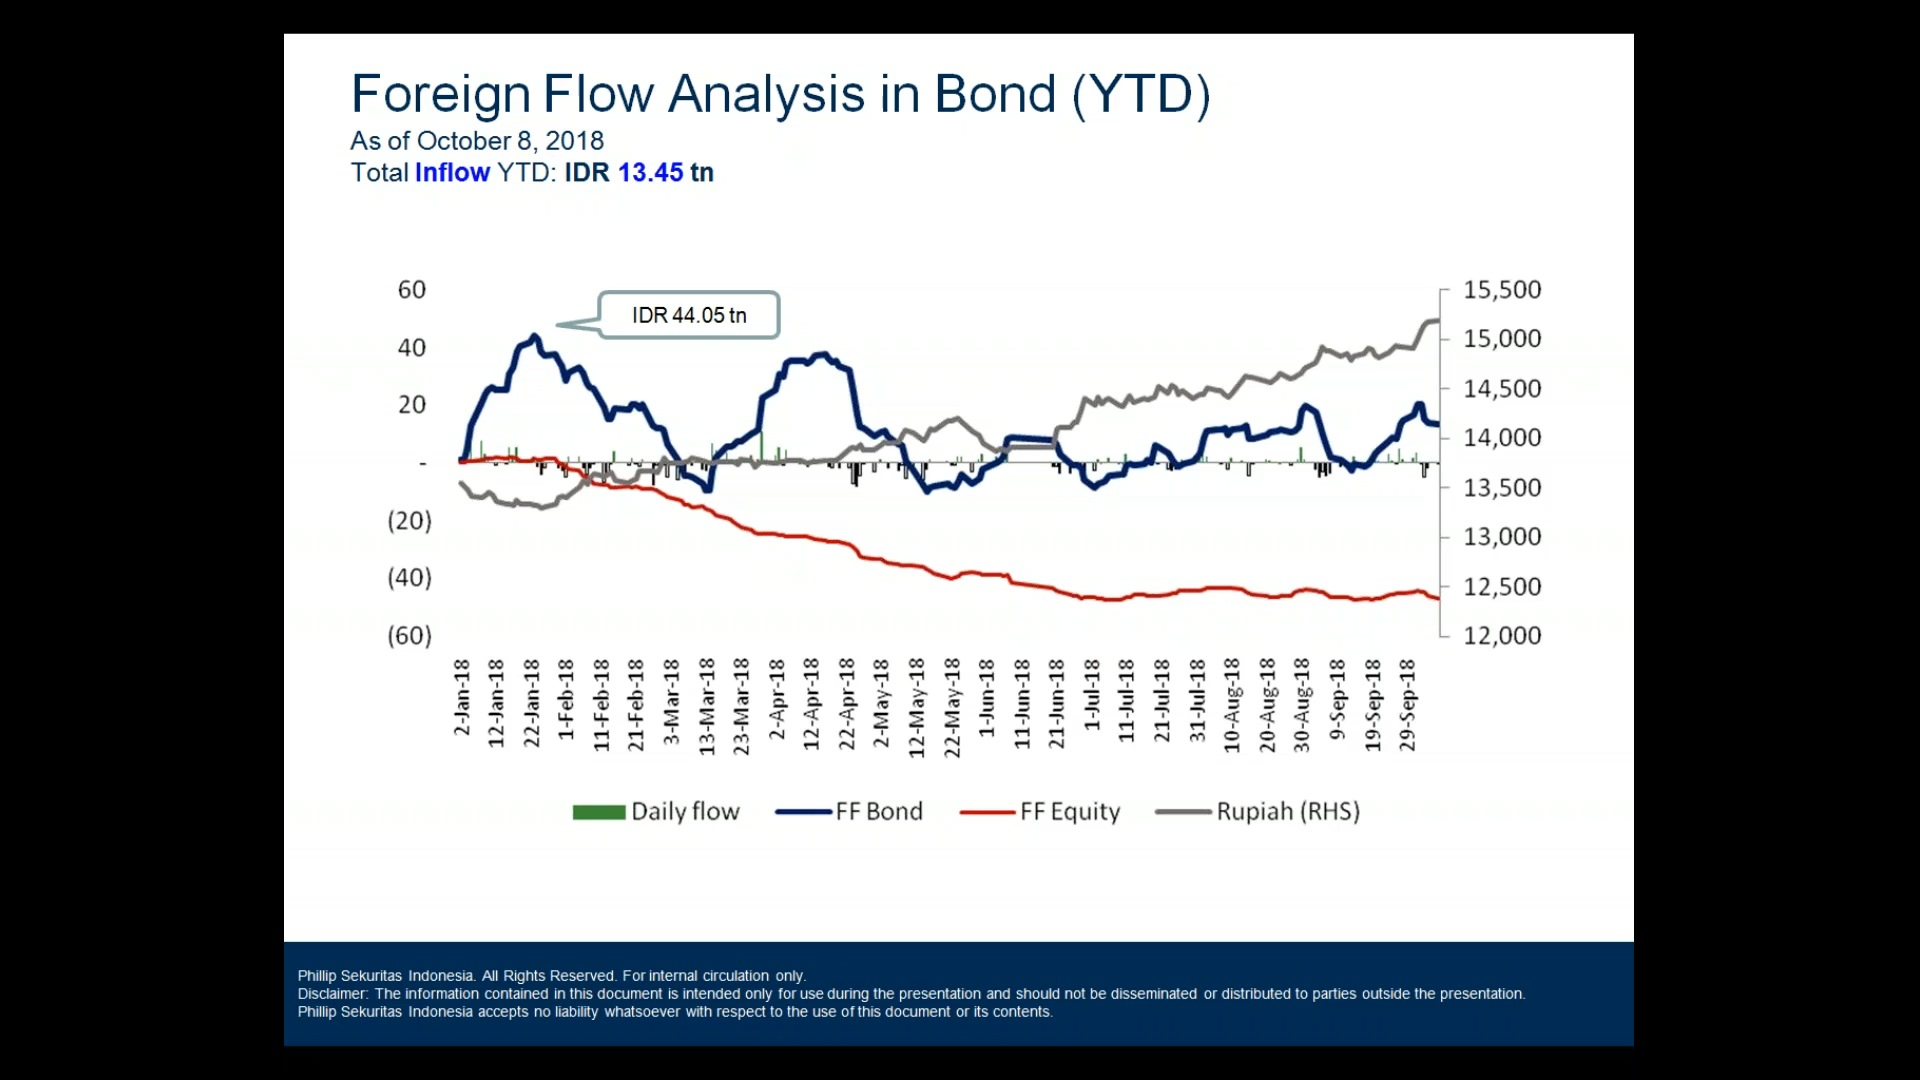 Foreign Flow Analysis in Bond (YTD)
As of October 8, 2018
Total Inflow YTD: IDR 13.45 tn
IDR 44.05 tn
60
40
20
-
(20)
(40)
(60)
15,500
15,000
14,500
14,000
13,500
13,000
12,500
12,000
2-Jan-18
12-Jan-18
22-Jan-18
1-Feb-18
11-Feb-18
21-Feb-18
3-Mar-18
13-Mar-18
23-Mar-18
2-Apr-18
12-Apr-18
22-Apr-18
2-May-18
12-May-18
22-May-18
1-Jun-18
11-Jun-18
21-Jun-18
1-Jul-18
11-Jul-18
21-Jul-18
31-Jul-18
10-Aug-18
20-Aug-18
30-Aug-18
9-Sep-18
19-Sep-18
29-Sep-18
Daily flow FF Bond FF Equity Rupiah (RHS)
Phillip Sekuritas Indonesia. All Rights Reserved. For internal circulation only.
Disclaimer: The information contained in this document is intended only for use during the presentation and should not be disseminated or distributed to parties outside the presentation.
Phillip Sekuritas Indonesia accepts no liability whatsoever with respect to the use of this document or its contents.